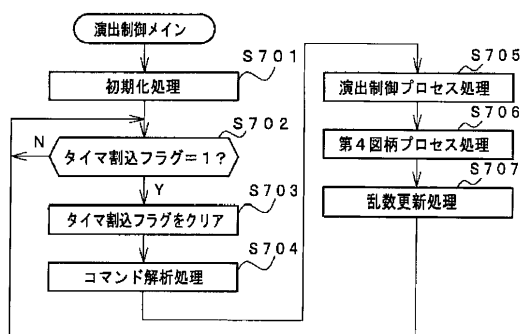 演出制御メイン
S701
初期化処理
S702
N
タイマ割込フラグ=1?
Y
S703
タイマ割込フラグをクリア
S704
コマンド解析処理
S705
演出制御プロセス処理
S706
第4図柄プロセス処理
S707
乱数更新処理